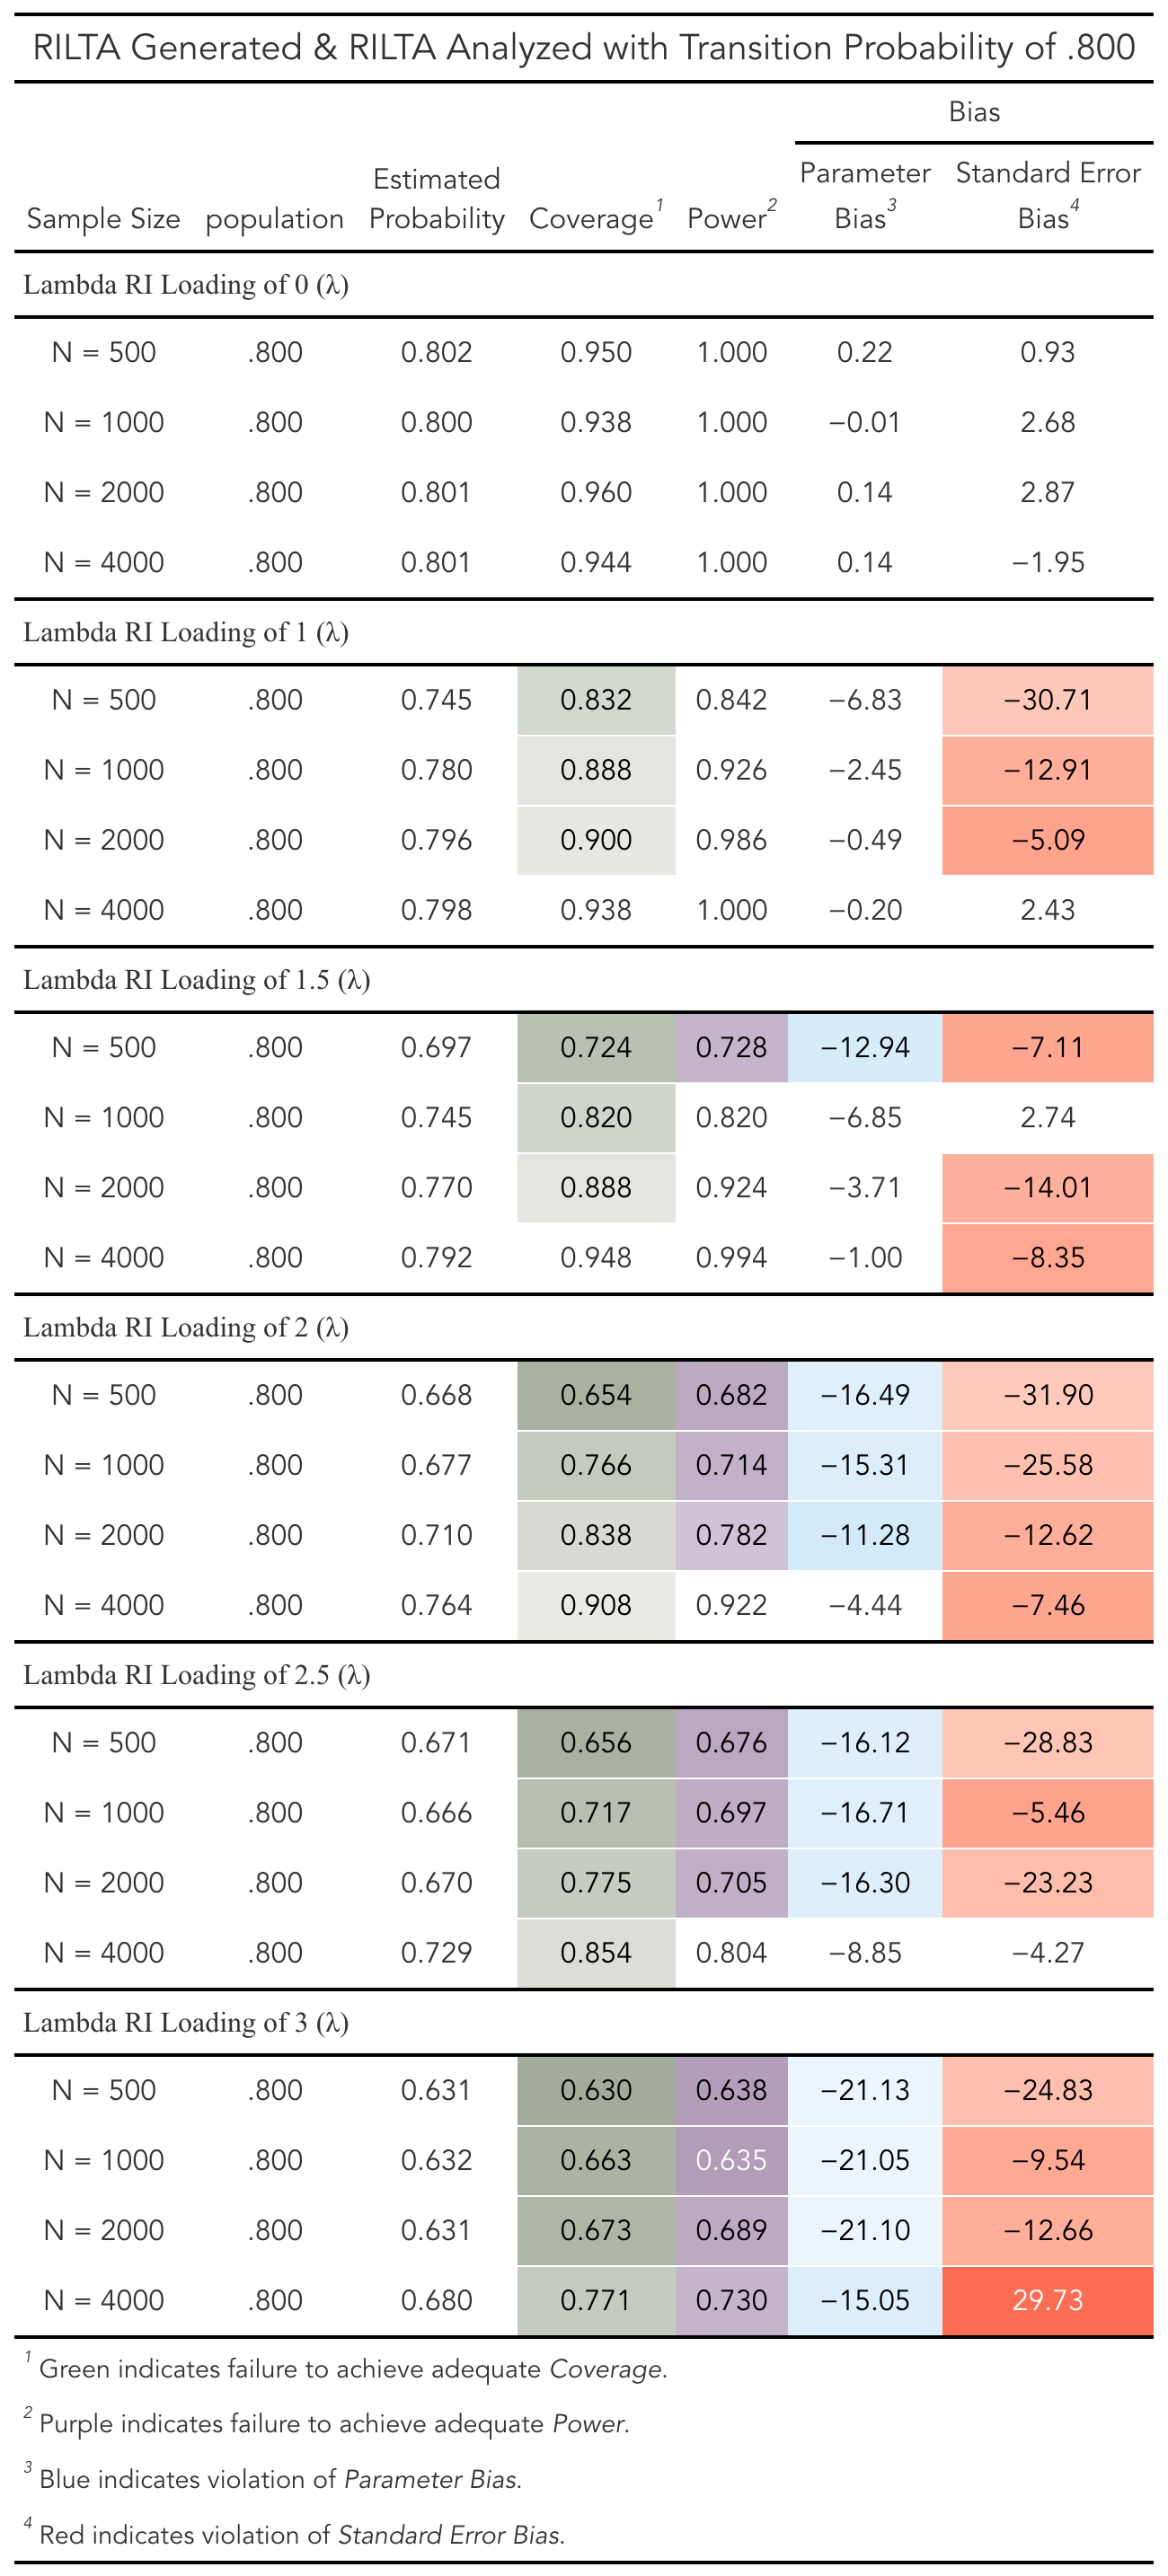 RILTA Generated & RILTA Analyzed with Transition Probability of .800
Bias
Sample Size population Estimated Probability Coverage1 Power2 Parameter Bias3 Standard Error Bias4
Lambda RI Loading of 0 (λ)
N = 500 .800 0.802 0.950 1.000 0.22 0.93
N = 1000 .800 0.800 0.938 1.000 −0.01 2.68
N = 2000 .800 0.801 0.960 1.000 0.14 2.87
N = 4000 .800 0.801 0.944 1.000 0.14 −1.95
Lambda RI Loading of 1 (λ)
N = 500 .800 0.745 0.832 0.842 −6.83 −30.71
N = 1000 .800 0.780 0.888 0.926 −2.45 −12.91
N = 2000 .800 0.796 0.900 0.986 −0.49 −5.09
N = 4000 .800 0.798 0.938 1.000 −0.20 2.43
Lambda RI Loading of 1.5 (λ)
N = 500 .800 0.697 0.724 0.728 −12.94 −7.11
N = 1000 .800 0.745 0.820 0.820 −6.85 2.74
N = 2000 .800 0.770 0.888 0.924 −3.71 −14.01
N = 4000 .800 0.792 0.948 0.994 −1.00 −8.35
Lambda RI Loading of 2 (λ)
N = 500 .800 0.668 0.654 0.682 −16.49 −31.90
N = 1000 .800 0.677 0.766 0.714 −15.31 −25.58
N = 2000 .800 0.710 0.838 0.782 −11.28 −12.62
N = 4000 .800 0.764 0.908 0.922 −4.44 −7.46
Lambda RI Loading of 2.5 (λ)
N = 500 .800 0.671 0.656 0.676 −16.12 −28.83
N = 1000 .800 0.666 0.717 0.697 −16.71 −5.46
N = 2000 .800 0.670 0.775 0.705 −16.30 −23.23
N = 4000 .800 0.729 0.854 0.804 −8.85 −4.27
Lambda RI Loading of 3 (λ)
N = 500 .800 0.631 0.630 0.638 −21.13 −24.83
N = 1000 .800 0.632 0.663 0.635 −21.05 −9.54
N = 2000 .800 0.631 0.673 0.689 −21.10 −12.66
N = 4000 .800 0.680 0.771 0.730 −15.05 29.73
1 Green indicates failure to achieve adequate Coverage.
2 Purple indicates failure to achieve adequate Power.
3 Blue indicates violation of Parameter Bias.
4 Red indicates violation of Standard Error Bias.